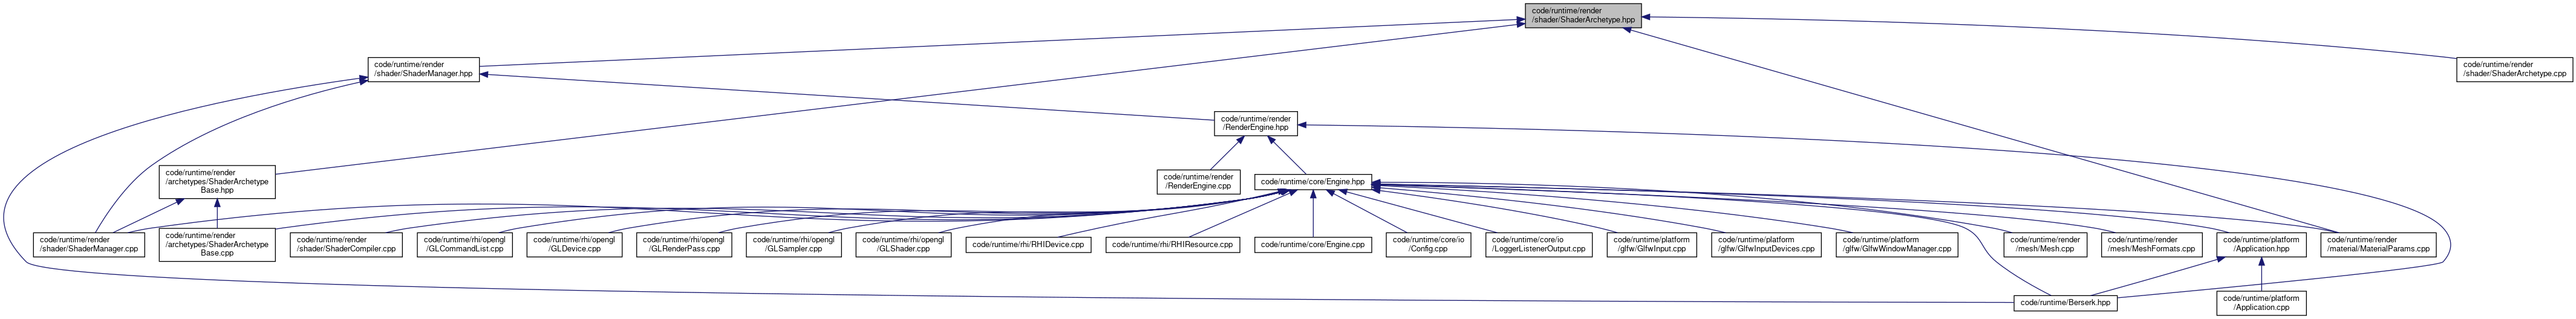 code/runtime/render
/shader/ShaderArchetype.hpp
code/runtime/render
/shader/ShaderManager.hpp
code/runtime/render
/shader/ShaderArchetype.cpp
code/runtime/render
/RenderEngine.hpp
code/runtime/render
/archetypes/ShaderArchetype
Base.hpp
code/runtime/render
/RenderEngine.cpp
code/runtime/core/Engine.hpp
code/runtime/render
/shader/ShaderManager.cpp
code/runtime/render
/archetypes/ShaderArchetype
Base.cpp
code/runtime/render
/shader/ShaderCompiler.cpp
code/runtime/rhi/opengl
/GLCommandList.cpp
code/runtime/rhi/opengl
/GLDevice.cpp
code/runtime/rhi/opengl
/GLRenderPass.cpp
code/runtime/rhi/opengl
/GLSampler.cpp
code/runtime/rhi/opengl
/GLShader.cpp
code/runtime/rhi/RHIDevice.cpp
code/runtime/rhi/RHIResource.cpp
code/runtime/core/Engine.cpp
code/runtime/core/io
/Config.cpp
code/runtime/core/io
/LoggerListenerOutput.cpp
code/runtime/platform
/glfw/GlfwInput.cpp
code/runtime/platform
/glfw/GlfwInputDevices.cpp
code/runtime/platform
/glfw/GlfwWindowManager.cpp
code/runtime/render
/mesh/Mesh.cpp
code/runtime/render
/mesh/MeshFormats.cpp
code/runtime/platform
/Application.hpp
code/runtime/render
/material/MaterialParams.cpp
code/runtime/Berserk.hpp
code/runtime/platform
/Application.cpp